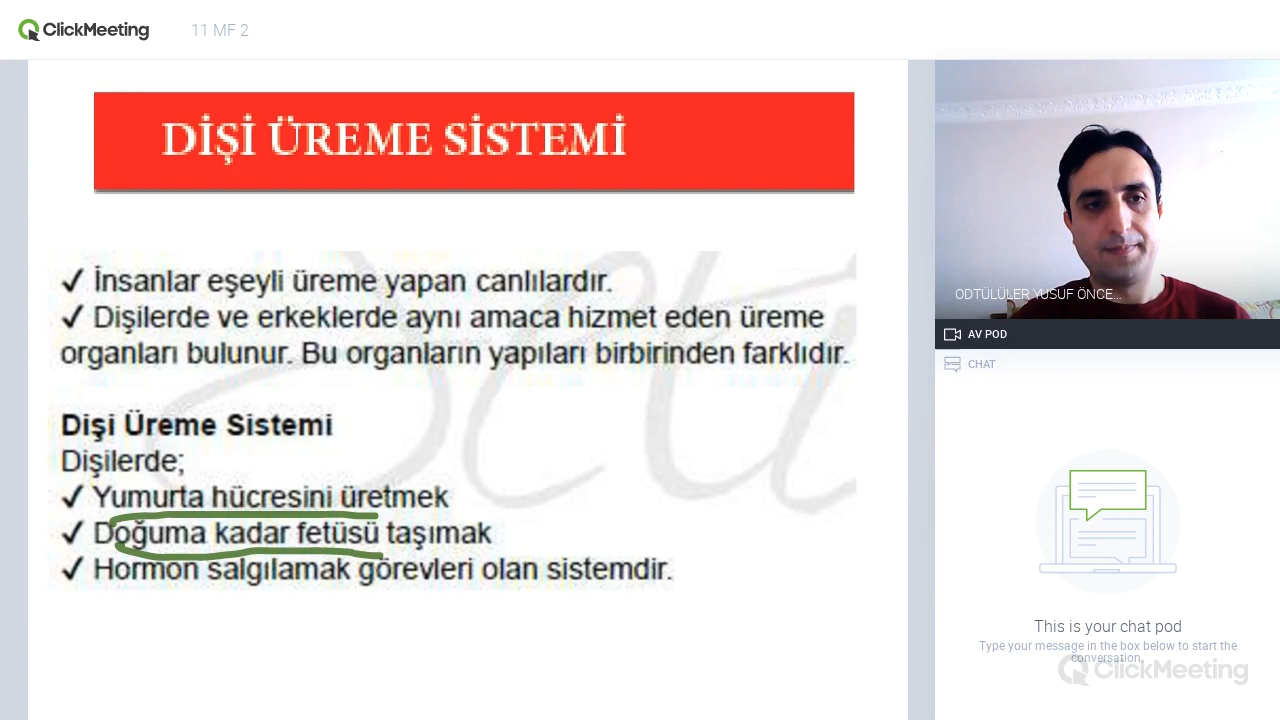 ClickMeeting
11 MF 2
DİŞİ ÜREME SİSTEMİ
✓ İnsanlar eşeyli üreme yapan canlılardır.
✓ Dişilerde ve erkeklerde aynı amaca hizmet eden üreme
organları bulunur. Bu organların yapıları birbirinden farklıdır.
Dişi Üreme Sistemi
Dişilerde;
✓ Yumurta hücresini üretmek
✓ Doğuma kadar fetüsü taşımak
✓ Hormon salgılamak görevleri olan sistemdir.
ODTÜLÜLER YUSUF ÖNCE...
AV POD
CHAT
This is your chat pod
Type your message in the box below to start the
conversation.
ClickMeeting